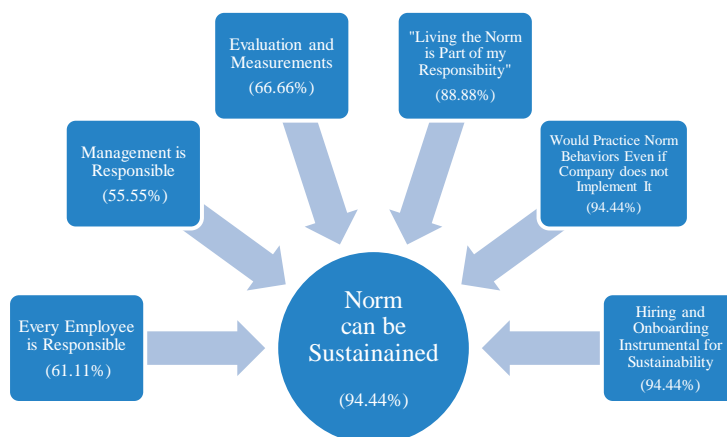 Evaluation and
Measurements
(66.66%)
"Living the Norm
is Part of my
Responsibiity"
(88.88%)
Management is
Responsible
(55.55%)
Would Practice Norm
Behaviors Even if
Company does not
Implement It
(94.44%)
Every Employee
is Responsible
(61.11%)
Norm
can be
Sustainained
(94.44%)
Hiring and
Onboarding
Instrumental for
Sustainability
(94.44%)